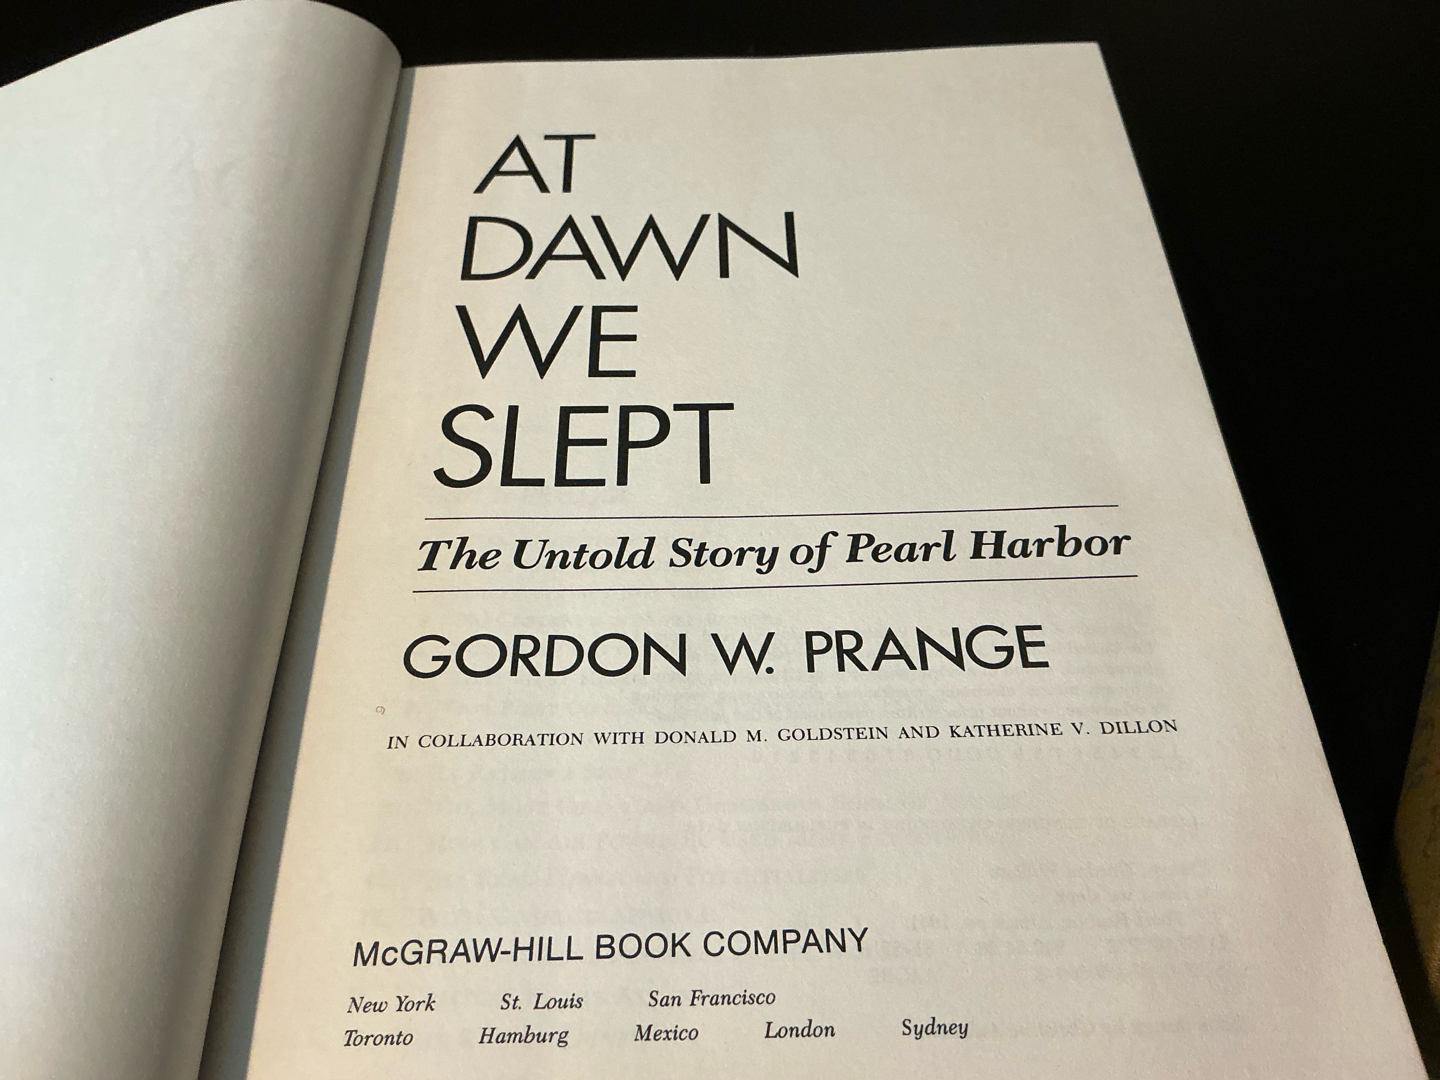 AT
DAWN
WE
SLEPT
The Untold Story of Pearl Harbor
GORDON W. PRANGE
IN COLLABORATION WITH DONALD M. GOLDSTEIN AND KATHERINE V. DILLON
McGRAW-HILL BOOK COMPANY
New York St. Louis San Francisco
Toronto Hamburg Mexico London Sydney